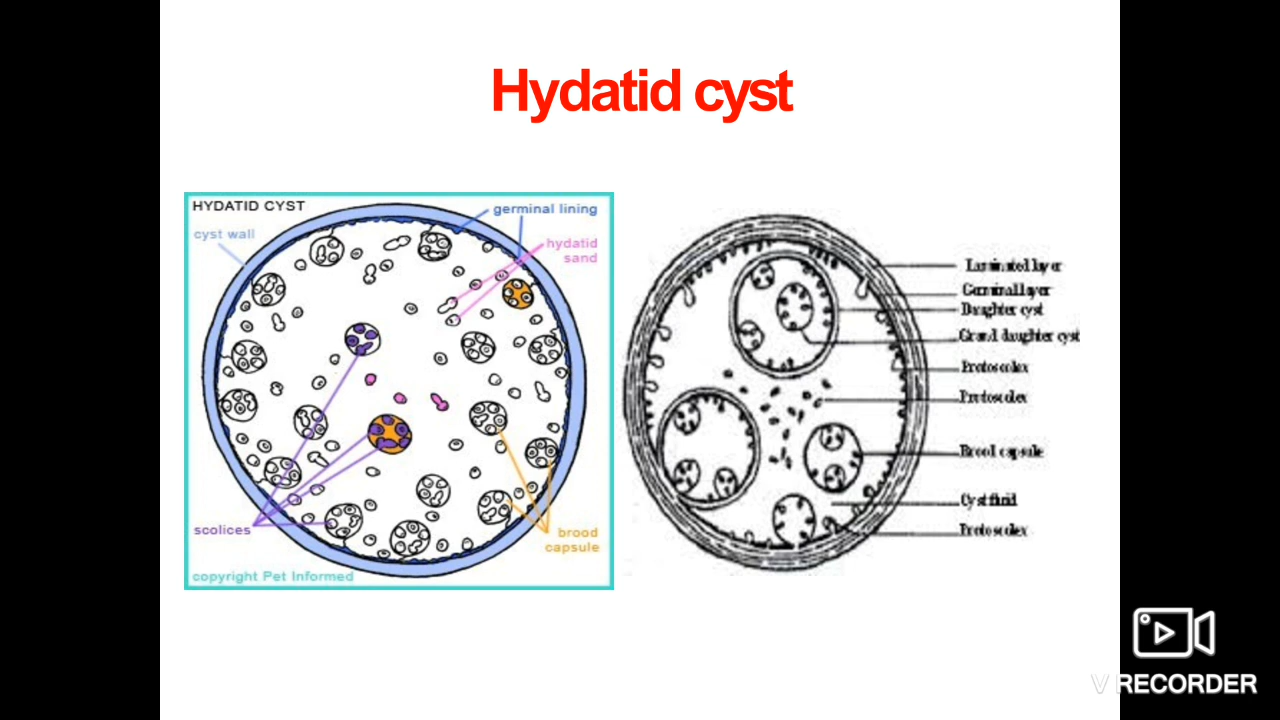 Hydatid cyst
HYDATID CYST
germinal lining
cyst wall
hydatid
sand
scolices
brood
capsule
copyright Pet Informed
Laminated layer
Germinal layer
Daughter cyst
Grand daughter cyst
Protoscolex
Protoscolex
Brood capsule
Cyst fluid
Protoscolex
V RECORDER